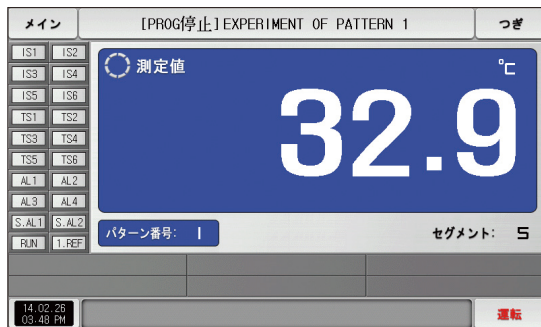 メイン
[PROG停止]EXPERIMENT OF PATTERN 1
つぎ
IS1 IS2
IS3 IS4
IS5 IS6
TS1 TS2
TS3 TS4
TS5 TS6
AL1 AL2
AL3 AL4
S.AL1 S.AL2
RUN 1.REF
測定値
℃
32.9
パターン番号: 1
セグメント: 5
14.02.26
03.48 PM
運転